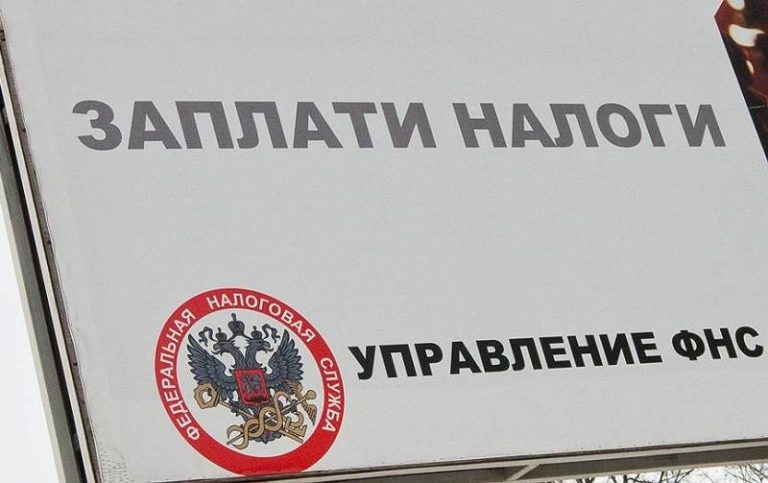 ЗАПЛАТИ НАЛОГИ
ФЕДЕРАЛЬНАЯ НАЛОГОВАЯ СЛУЖБА
УПРАВЛЕНИЕ ФНС